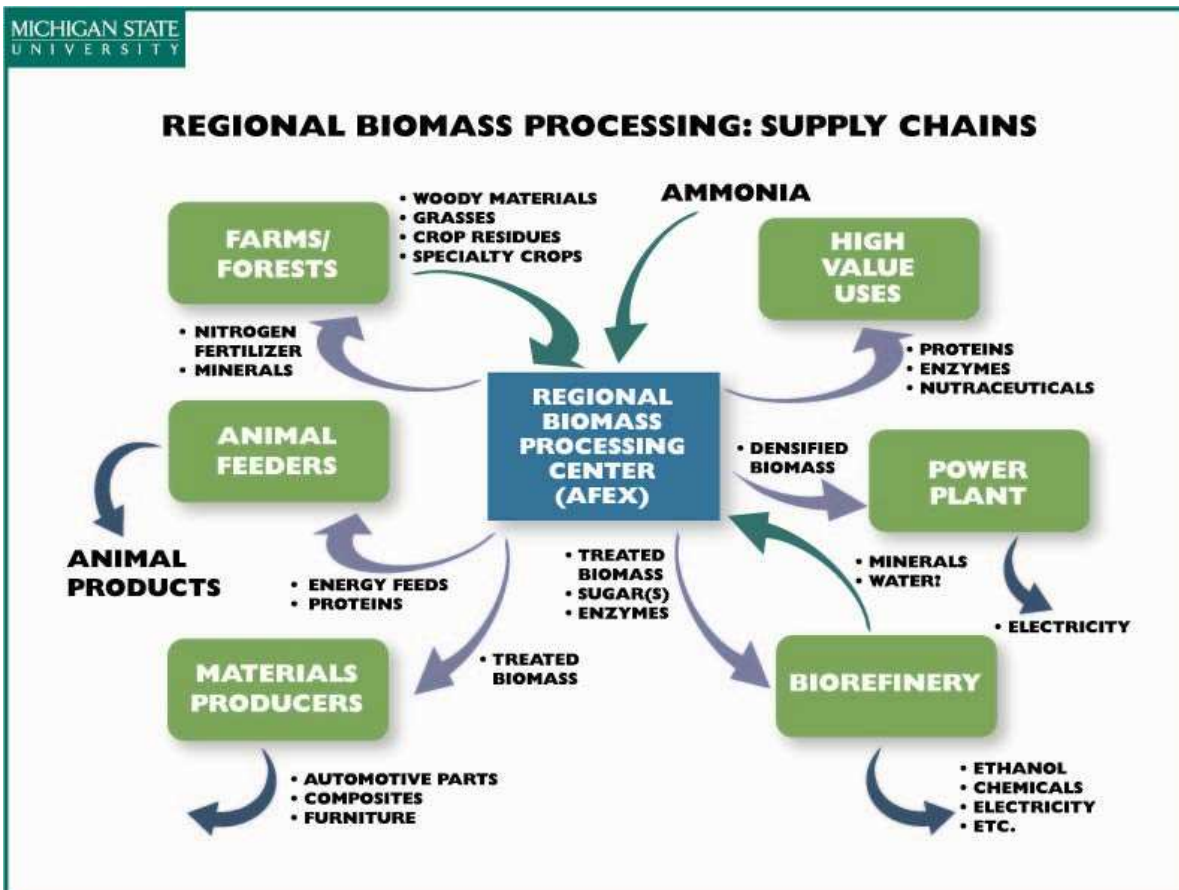 MICHIGAN STATE
UNIVERSITY
REGIONAL BIOMASS PROCESSING: SUPPLY CHAINS
FARMS/
FORESTS
• WOODY MATERIALS
• GRASSES
• CROP RESIDUES
• SPECIALTY CROPS
AMMONIA
HIGH
VALUE
USES
• NITROGEN
FERTILIZER
• MINERALS
• PROTEINS
• ENZYMES
• NUTRACEUTICALS
REGIONAL
BIOMASS
PROCESSING
CENTER
(AFEX)
ANIMAL
FEEDERS
• DENSIFIED
BIOMASS
POWER
PLANT
ANIMAL
PRODUCTS
• ENERGY FEEDS
• PROTEINS
• TREATED
BIOMASS
• SUGAR(S)
• ENZYMES
• MINERALS
• WATER?
• ELECTRICITY
MATERIALS
PRODUCERS
• TREATED
BIOMASS
BIOREFINERY
• AUTOMOTIVE PARTS
• COMPOSITES
• FURNITURE
• ETHANOL
• CHEMICALS
• ELECTRICITY
• ETC.